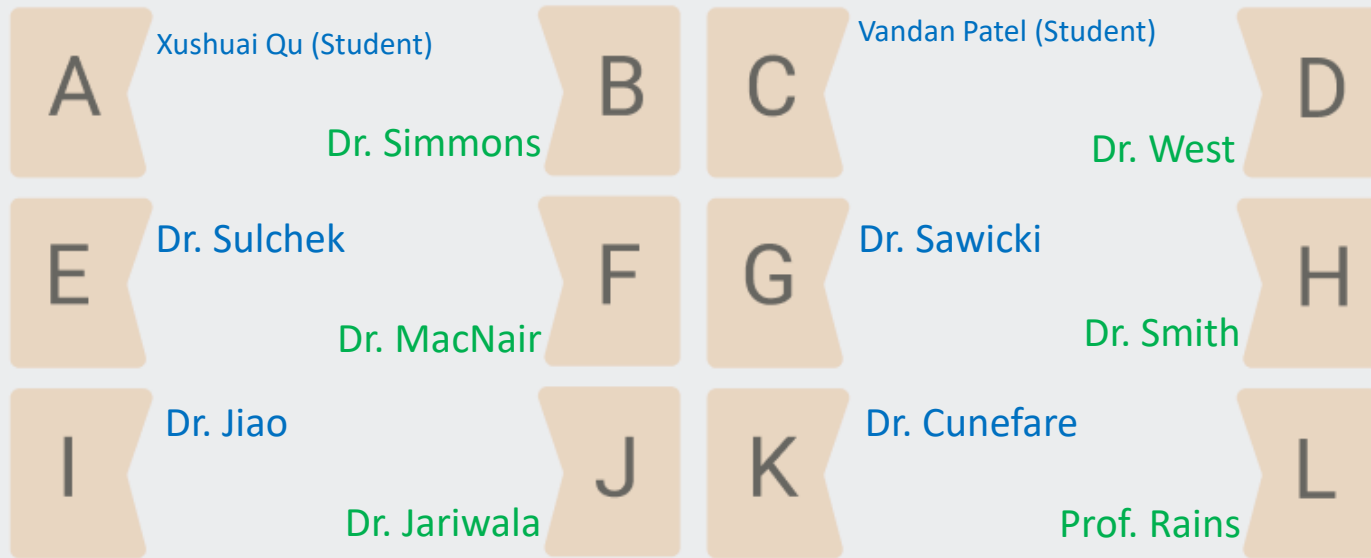 A Xushuai Qu (Student)
Dr. Simmons B
C Vandan Patel (Student)
Dr. West D
E Dr. Sulchek
Dr. MacNair F
G Dr. Sawicki
Dr. Smith H
I Dr. Jiao
Dr. Jariwala J
K Dr. Cunefare
Prof. Rains L